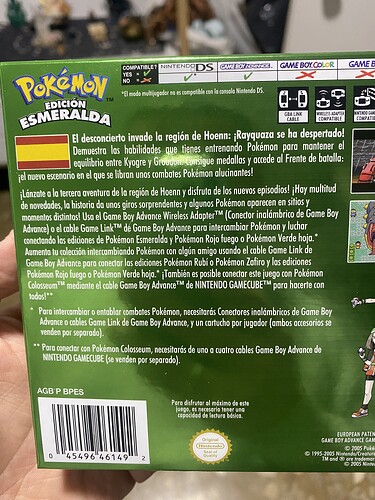 COMPATIBLE?
YES = ✓
NO = ✗
NINTENDO DS
GAME BOY ADVANCE
GAME BOY COLOR
GAME B
*El modo multijugador no es compatible con la consola Nintendo DS.
POKéMON™
EDICIÓN
ESMERALDA
GBA LINK
CABLE
WIRELESS ADAPTER
COMPATIBLE
NINTENDO GAM
COMPATIB
El desconcierto invade la región de Hoenn: ¡Rayquaza se ha despertado!
Demuestra las habilidades que tienes entrenando Pokémon para mantener el
equilibrio entre Kyogre y Groudon. Consigue medallas y accede al Frente de batalla:
¡el nuevo escenario en el que se libran unos combates Pokémon alucinantes!
¡Lánzate a la tercera aventura de la región de Hoenn y disfruta de los nuevos episodios! ¡Hay multitud
de novedades, la historia da unos giros sorprendentes y algunos Pokémon aparecen en sitios y
momentos distintos! Usa el Game Boy Advance Wireless Adapter™ (Conector inalámbrico de Game Boy
Advance) o el cable Game Link™ de Game Boy Advance para intercambiar Pokémon y luchar
conectando las ediciones de Pokémon Esmeralda y Pokémon Rojo fuego o Pokémon Verde hoja.*
Aumenta tu colección intercambiando Pokémon con algún amigo usando el cable Game Link de
Game Boy Advance para conectar las ediciones Pokémon Rubí o Pokémon Zafiro y las ediciones
Pokémon Rojo fuego o Pokémon Verde hoja.* ¡También es posible conectar este juego con Pokémon
Colosseum™ mediante el cable Game Boy Advance de NINTENDO GAMECUBE™ para hacerte con
todos!**
* Para intercambiar o entablar combates Pokémon, necesitarás Conectores inalámbricos de Game Boy
Advance o cables Game Link de Game Boy Advance, y un cartucho por jugador (ambos accesorios se
venden por separado).
** Para conectar con Pokémon Colosseum, necesitarás de uno a cuatro cables Game Boy Advance de
NINTENDO GAMECUBE (se venden por separado).
AGB P BPES
0 45496 46149 2
Para disfrutar al máximo de este
juego, es necesario tener una
capacidad de lectura básica.
Original
Nintendo
Seal of
Quality
EUROPEAN PATEN
GAME BOY ADVANCE GAM
© 2005 Poké
© 1995-2005 Nintendo/Creature
TM and ® are trademar
© 2005 Ninte